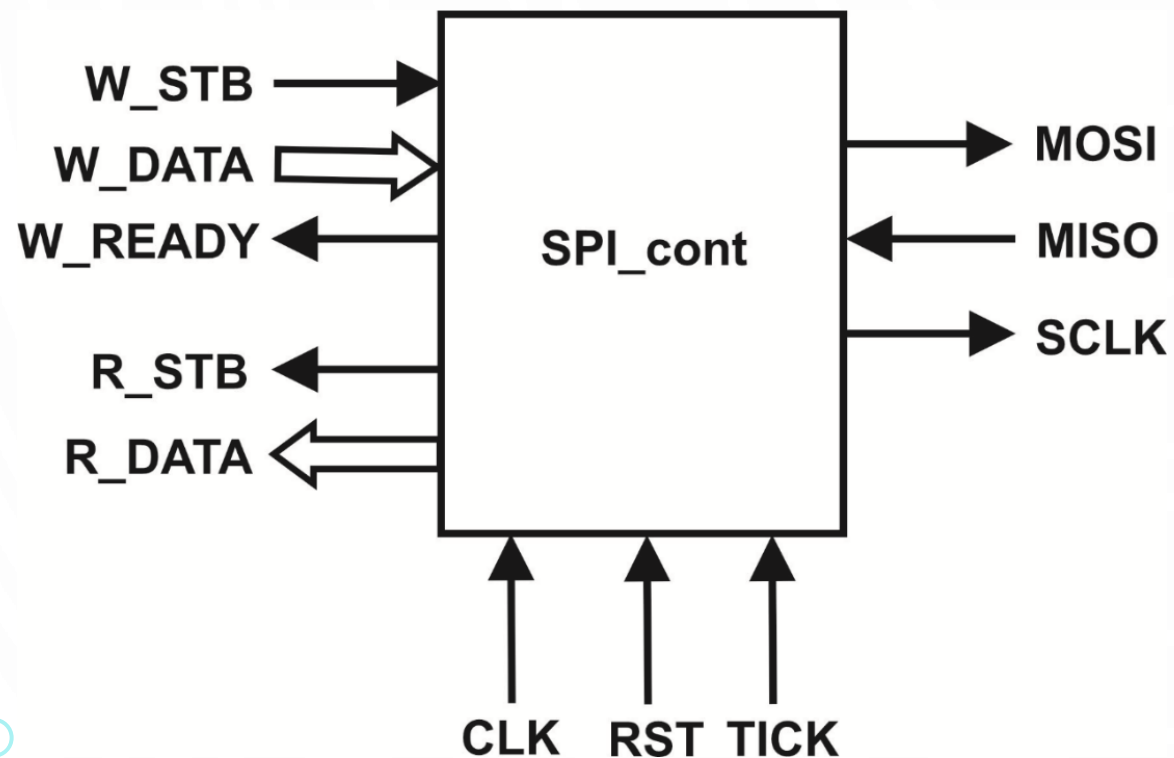 W_STB
W_DATA
W_READY
R_STB
R_DATA
SPI_cont
MOSI
MISO
SCLK
CLK RST TICK